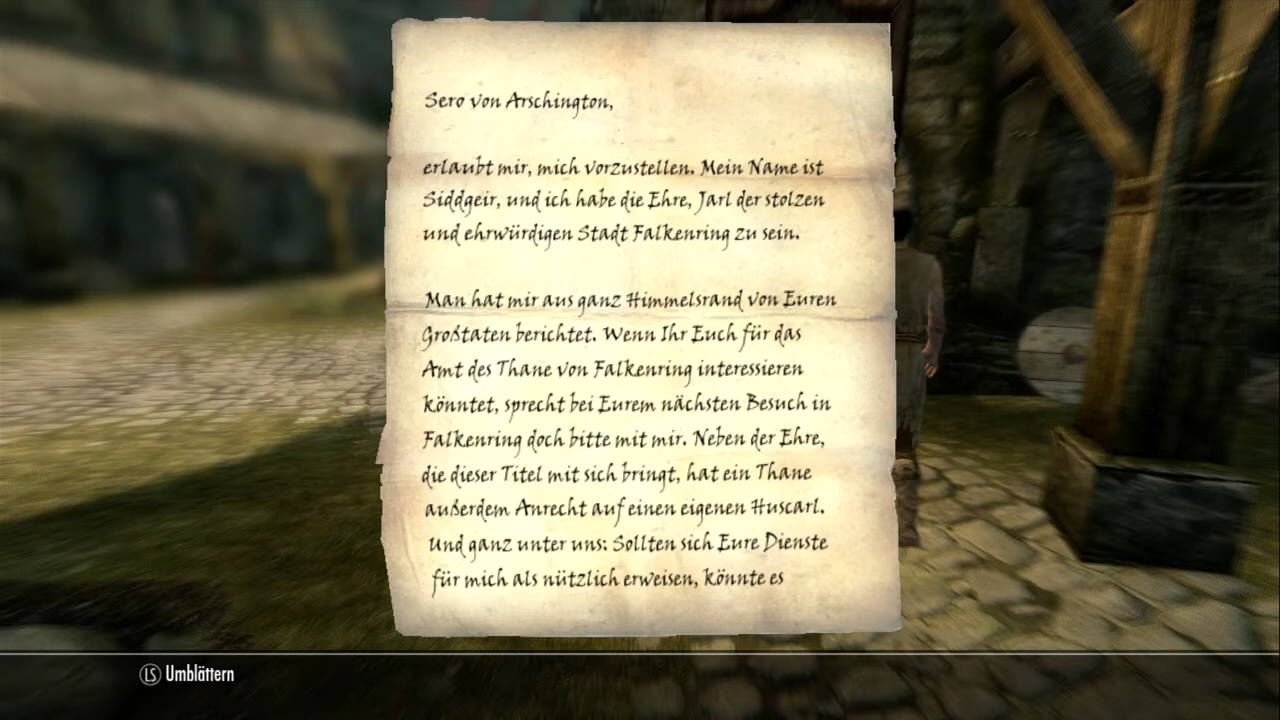 Sero von Arschington,
erlaubt mir, mich vorzustellen. Mein Name ist
Siddgeir, und ich habe die Ehre, Jarl der stolzen
und ehrwürdigen Stadt Falkenring zu sein.
Man hat mir aus ganz Himmelsrand von Euren
Großtaten berichtet. Wenn Ihr Euch für das
Amt des Thane von Falkenring interessieren
könntet, sprecht bei Eurem nächsten Besuch in
Falkenring doch bitte mit mir. Neben der Ehre,
die dieser Titel mit sich bringt, hat ein Thane
außerdem Anrecht auf einen eigenen Huscarl.
Und ganz unter uns: Sollten sich Eure Dienste
für mich als nützlich erweisen, könnte es
LS Umblättern